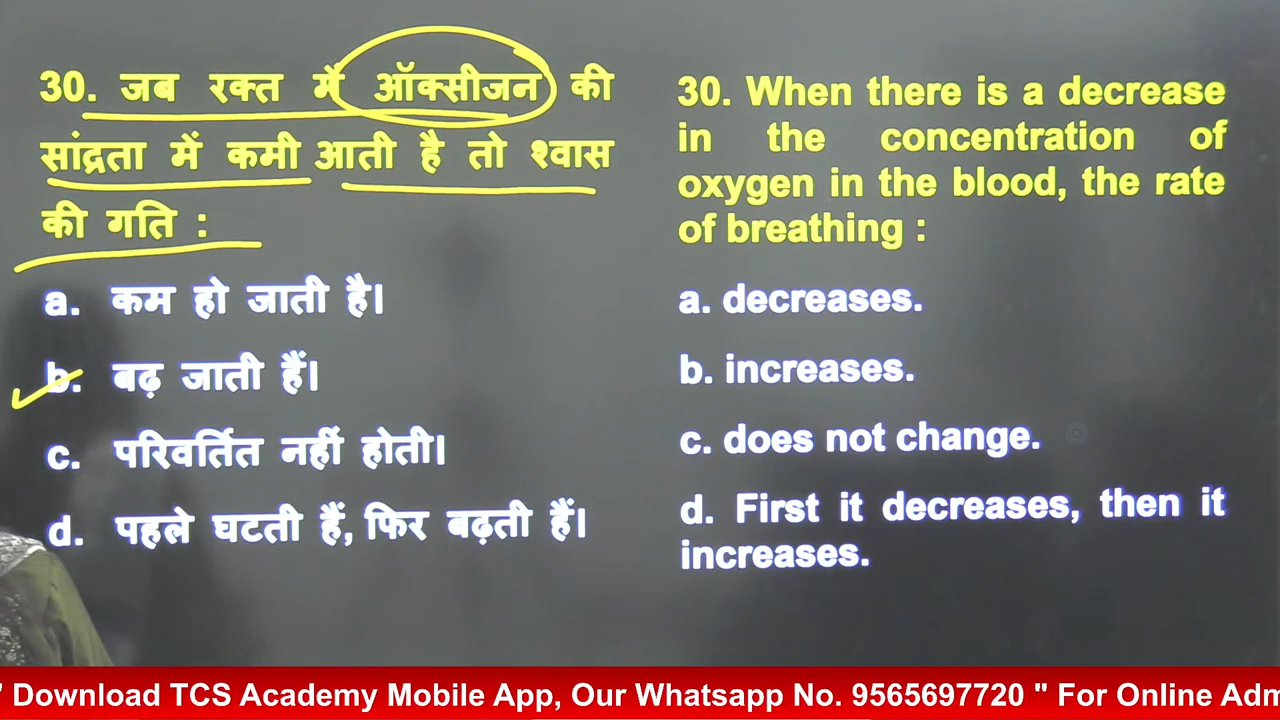 30. जब रक्त में ऑक्सीजन की
सांद्रता में कमी आती है तो श्वास
की गति :
a. कम हो जाती है।
b. बढ़ जाती हैं।
c. परिवर्तित नहीं होती।
d. पहले घटती हैं, फिर बढ़ती हैं।
30. When there is a decrease
in the concentration of
oxygen in the blood, the rate
of breathing :
a. decreases.
b. increases.
c. does not change.
d. First it decreases, then it
increases.
" Download TCS Academy Mobile App, Our Whatsapp No. 9565697720 " For Online Adm